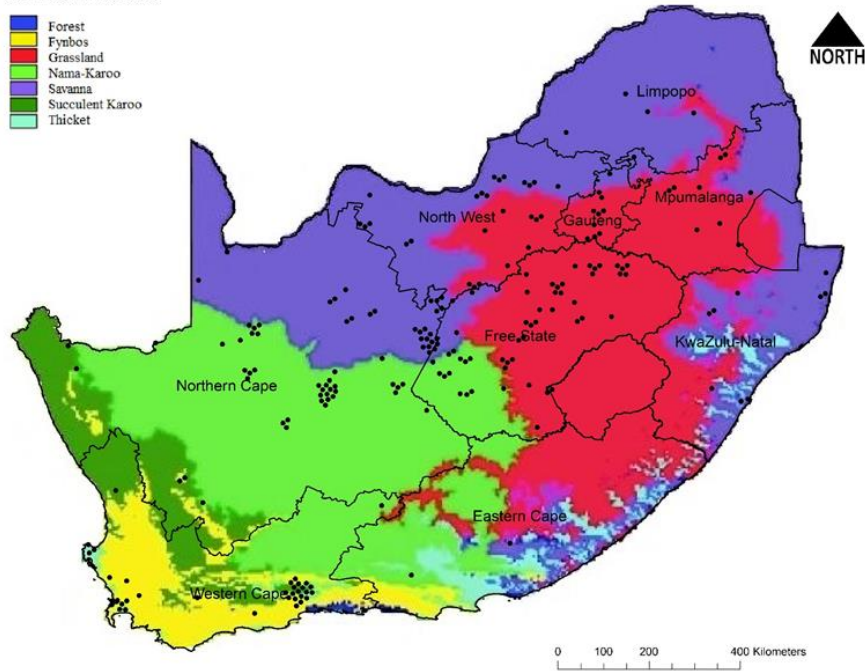 Forest
Fynbos
Grassland
Nama-Karoo
Savanna
Succulent Karoo
Thicket
NORTH
Limpopo
North West
Gauteng
Mpumalanga
Free State
KwaZulu-Natal
Northern Cape
Eastern Cape
Western Cape
0 100 200 400 Kilometers